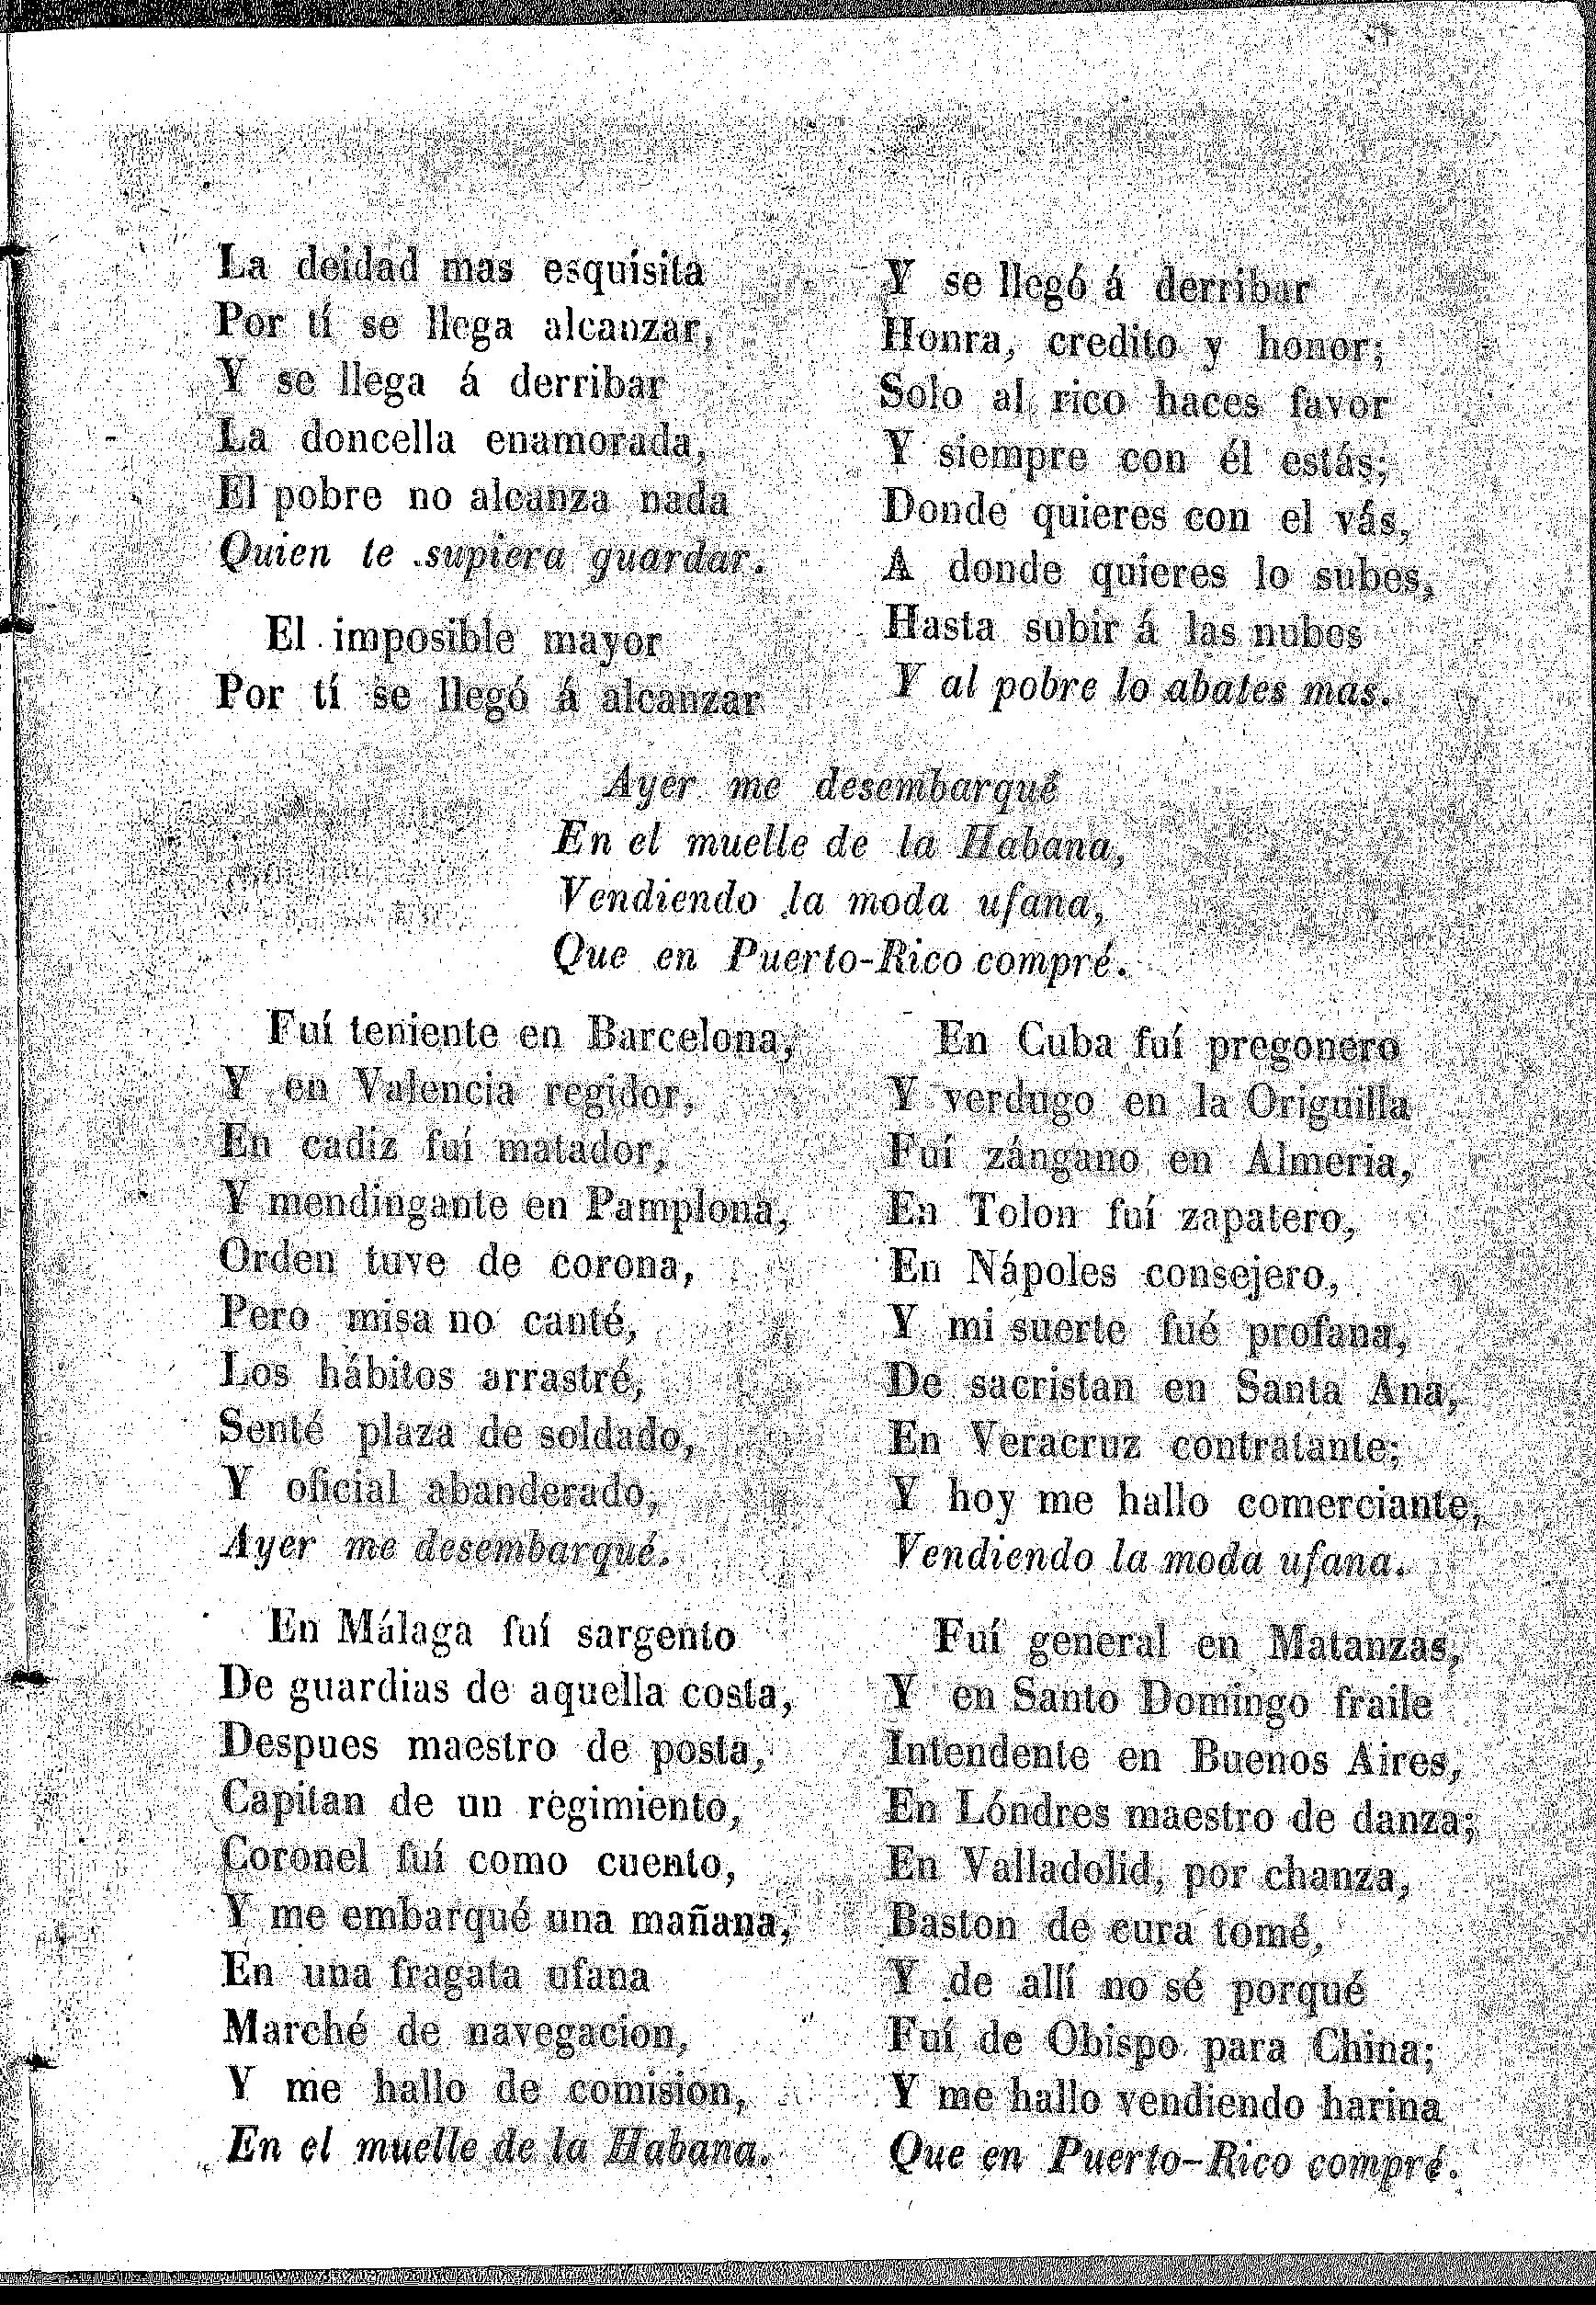 La deidad mas esquisita
Por tí se llega alcanzar,
Y se llega á derribar
La doncella enamorada,
El pobre no alcanza nada
Quien te supiera guardar.
El imposible mayor
Por tí se llegó á alcanzar
Y se llegó á derribar
Honra, credito y honor;
Solo al rico haces favor
Y siempre con él estás;
Donde quieres con el vás,
A donde quieres lo subes,
Hasta subir á las nubes
Y al pobre lo abates mas.
Ayer me desembarqué
En el muelle de la Habana,
Vendiendo la moda ufana,
Que en Puerto-Rico compré.
Fuí teniente en Barcelona,
Y en Valencia regidor,
En cadiz fuí matador,
Y mendingante en Pamplona,
Orden tuve de corona,
Pero misa no canté,
Los hábitos arrastré,
Senté plaza de soldado,
Y oficial abanderado,
Ayer me desembarqué.
En Málaga fuí sargento
De guardias de aquella costa,
Despues maestro de posta,
Capitan de un regimiento,
Coronel fuí como cuento,
Y me embarqué una mañana,
En una fragata ufana
Marché de navegacion,
Y me hallo de comision,
En el muelle de la Habana.
En Cuba fuí pregonero
Y verdugo en la Origuilla
Fuí zángano en Almeria,
En Tolon fuí zapatero,
En Nápoles consejero,
Y mi suerte fué profana,
De sacristan en Santa Ana,
En Veracruz contratante;
Y hoy me hallo comerciante,
Vendiendo la moda ufana.
Fuí general en Matanzas,
Y en Santo Domingo fraile
Intendente en Buenos Aires,
En Lóndres maestro de danza;
En Valladolid, por chanza,
Baston de cura tomé,
Y de allí no sé porqué
Fuí de Obispo para China;
Y me hallo vendiendo harina
Que en Puerto-Rico compré.